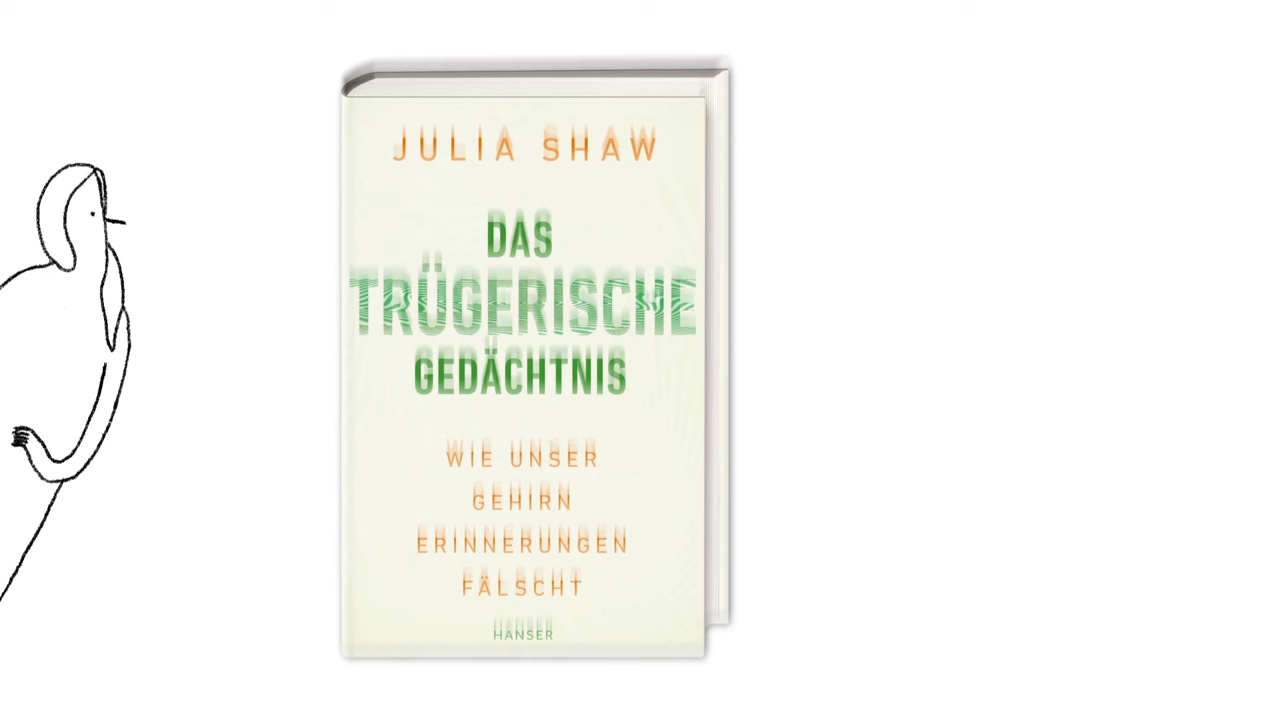 JULIA SHAW
DAS
TRÜGERISCHE
GEDÄCHTNIS
WIE UNSER
GEHIRN
ERINNERUNGEN
FÄLSCHT
HANSER